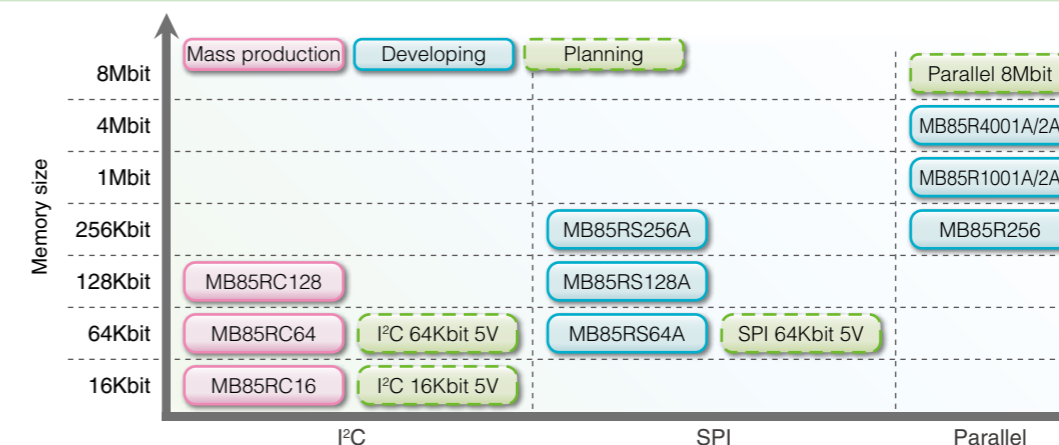 Mass production Developing Planning
8Mbit Parallel 8Mbit
4Mbit MB85R4001A/2A
1Mbit MB85R1001A/2A
256Kbit MB85RS256A MB85R256
128Kbit MB85RC128 MB85RS128A
64Kbit MB85RC64 I²C 64Kbit 5V MB85RS64A SPI 64Kbit 5V
16Kbit MB85RC16 I²C 16Kbit 5V
Memory size
I²C SPI Parallel